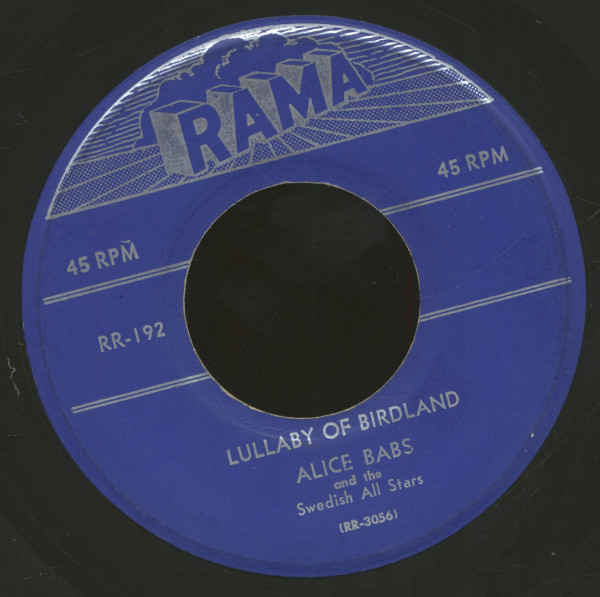 RAMA
45 RPM
45 RPM
RR-192
LULLABY OF BIRDLAND
ALICE BABS
and the
Swedish All Stars
(RR-3056)